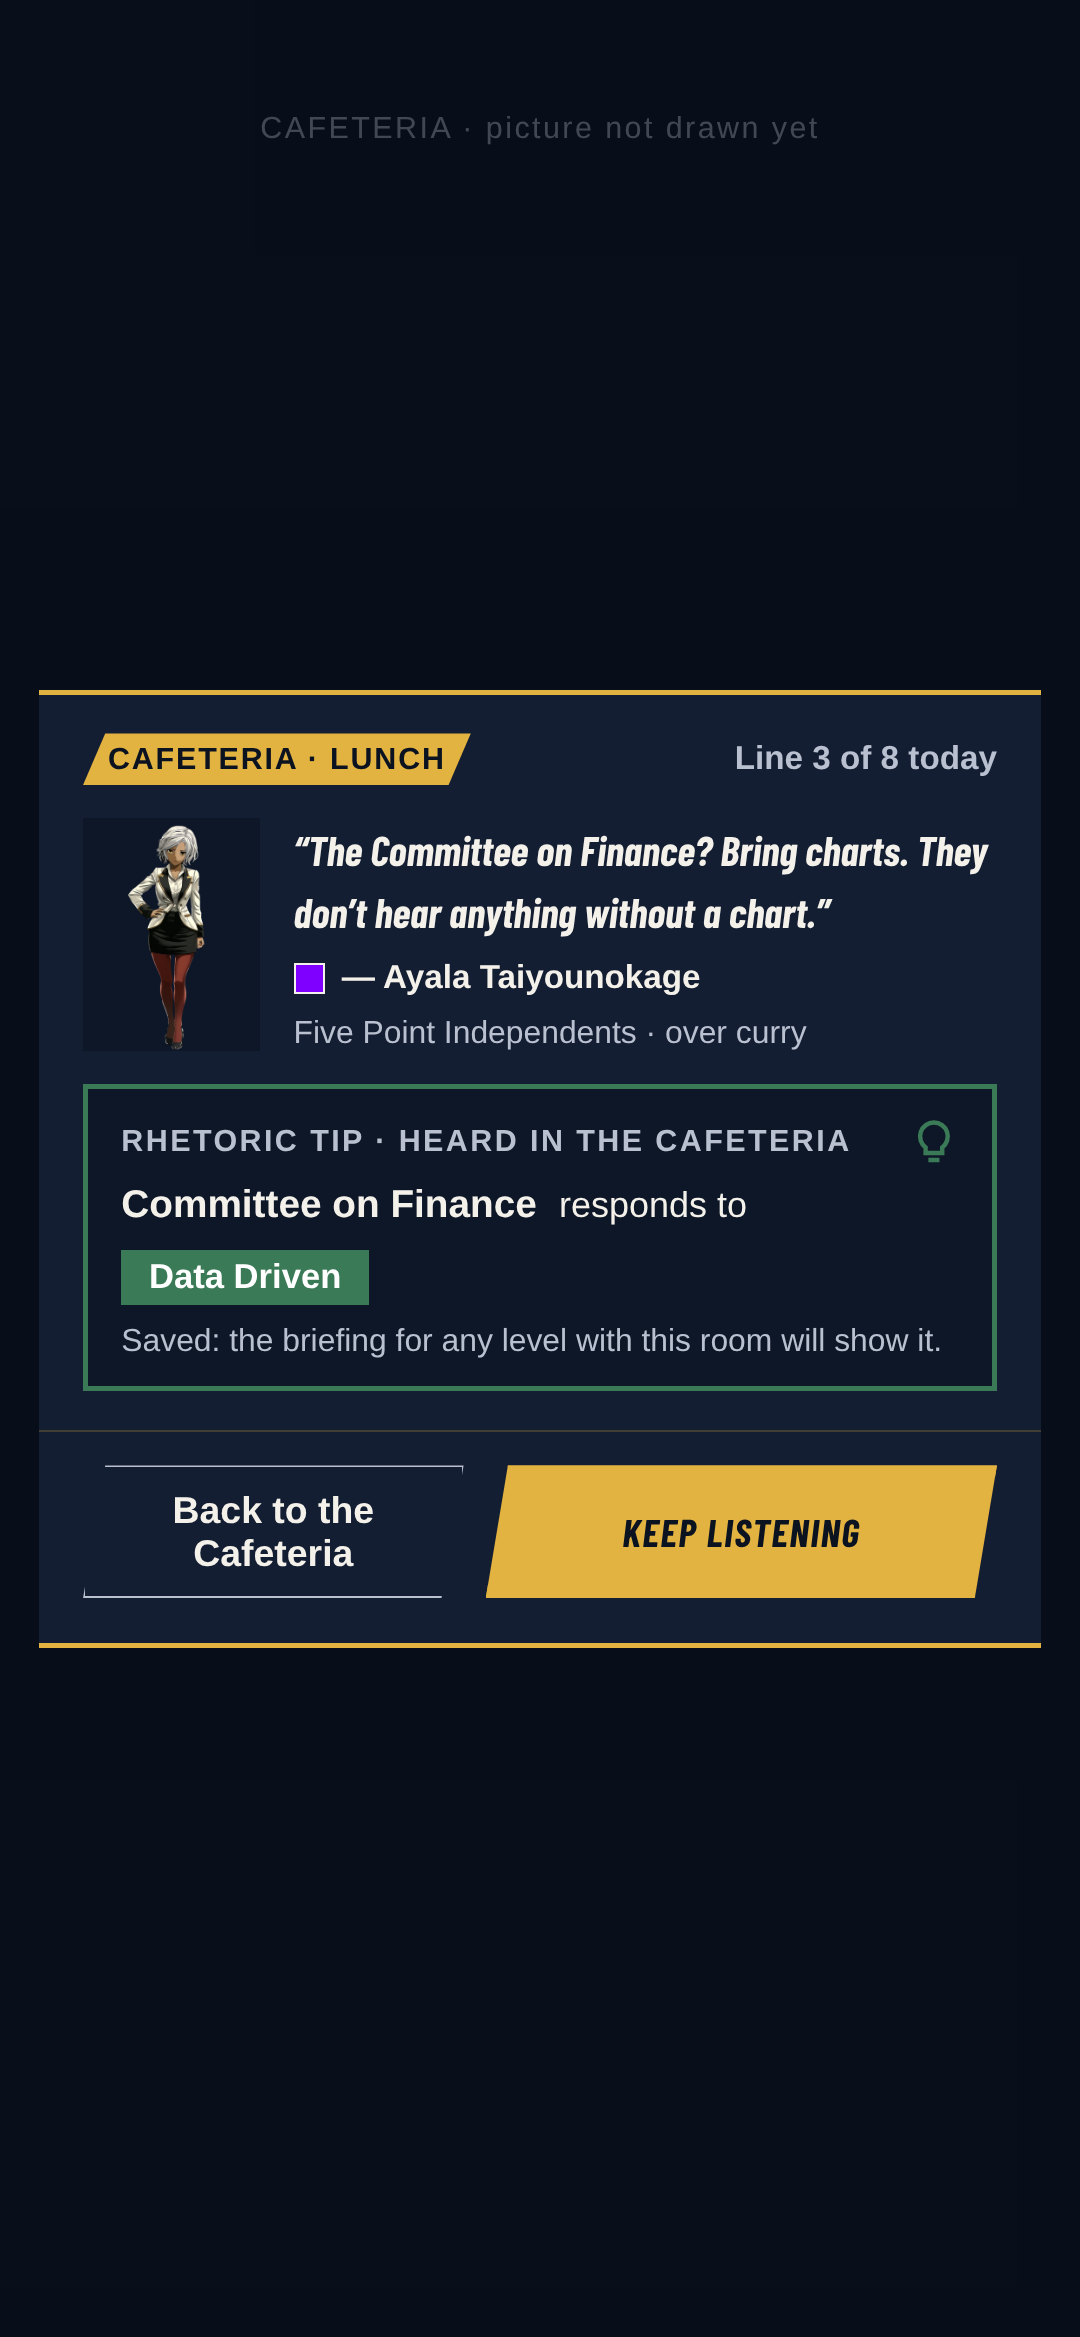 CAFETERIA · picture not drawn yet
CAFETERIA · LUNCH
Line 3 of 8 today
“The Committee on Finance? Bring charts. They
don’t hear anything without a chart.”
— Ayala Taiyounokage
Five Point Independents · over curry
RHETORIC TIP · HEARD IN THE CAFETERIA
Committee on Finance responds to
Data Driven
Saved: the briefing for any level with this room will show it.
Back to the
Cafeteria
KEEP LISTENING